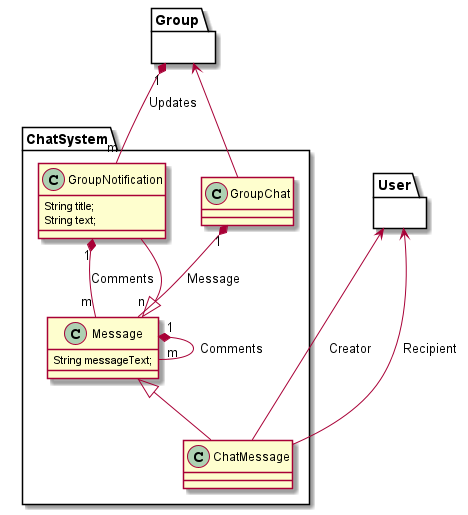 Group
1
Updates
m
ChatSystem
C GroupNotification
String title;
String text;
C GroupChat
User
1
1
Comments
Message
m
n
C Message
String messageText;
1
m
Comments
Creator
Recipient
C ChatMessage